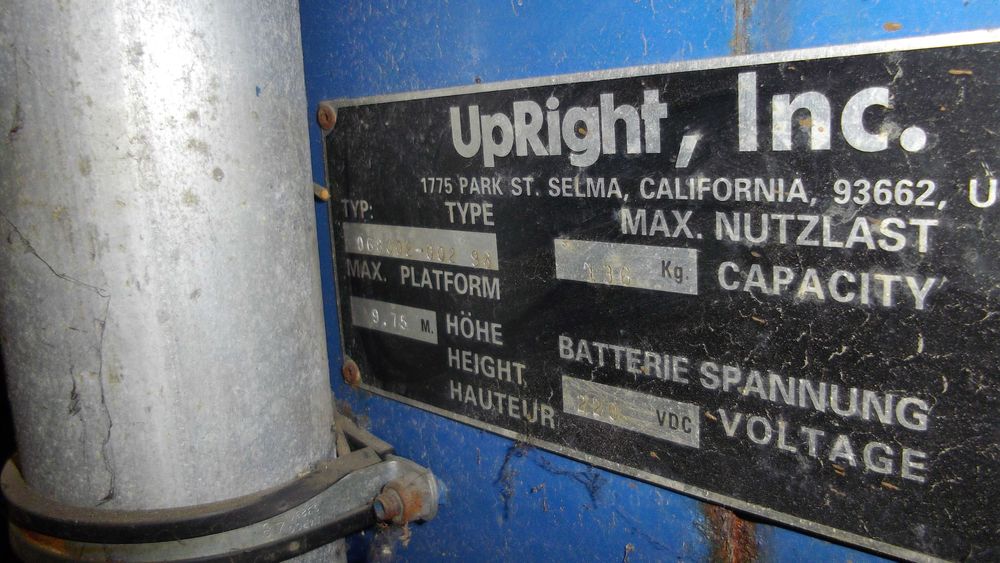 UpRight, Inc.
1775 PARK ST. SELMA, CALIFORNIA, 93662, U
TYP: TYPE
MAX. NUTZLAST
Kg. CAPACITY
MAX. PLATFORM
9.75 M. HÖHE
HEIGHT
HAUTEUR
BATTERIE SPANNUNG
220 VDC VOLTAGE